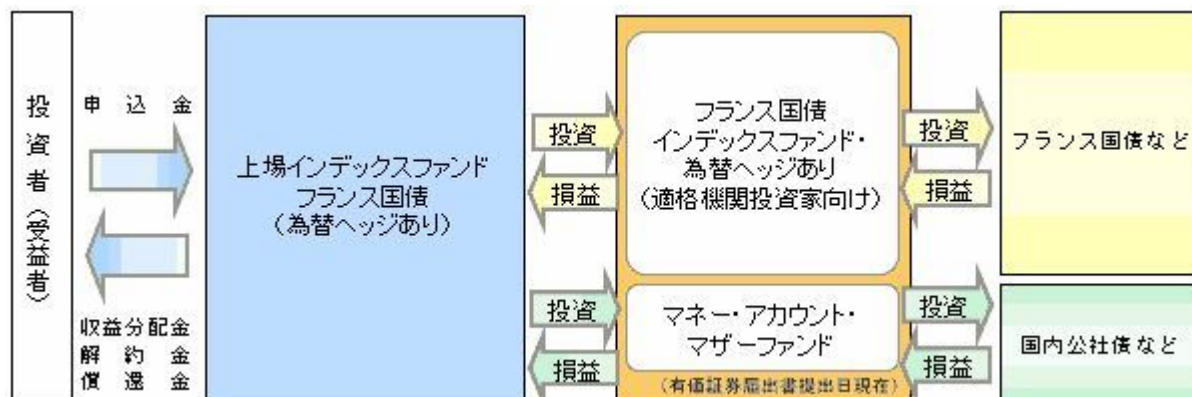 投資者(受益者)
申込金
収益分配金
解約金
償還金
上場インデックスファンド
フランス国債
(為替ヘッジあり)
投資
損益
投資
損益
フランス国債
インデックスファンド・
為替ヘッジあり
(適格機関投資家向け)
マネー・アカウント・
マザーファンド
(有価証券届出書提出日現在)
投資
損益
投資
損益
フランス国債など
国内公社債など